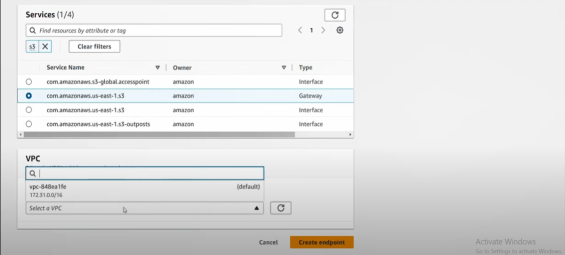 Services (1/4)
Find resources by attribute or tag
1
s3 X Clear filters
Service Name Owner Type
com.amazonaws.s3-global.accesspoint amazon Interface
com.amazonaws.us-east-1.s3 amazon Gateway
com.amazonaws.us-east-1.s3 amazon Interface
com.amazonaws.us-east-1.s3-outposts amazon Interface
VPC
vpc-848ea1fe (default)
172.31.0.0/16
Select a VPC
Cancel Create endpoint
Activate Windows
Go to Settings to activate Windows.